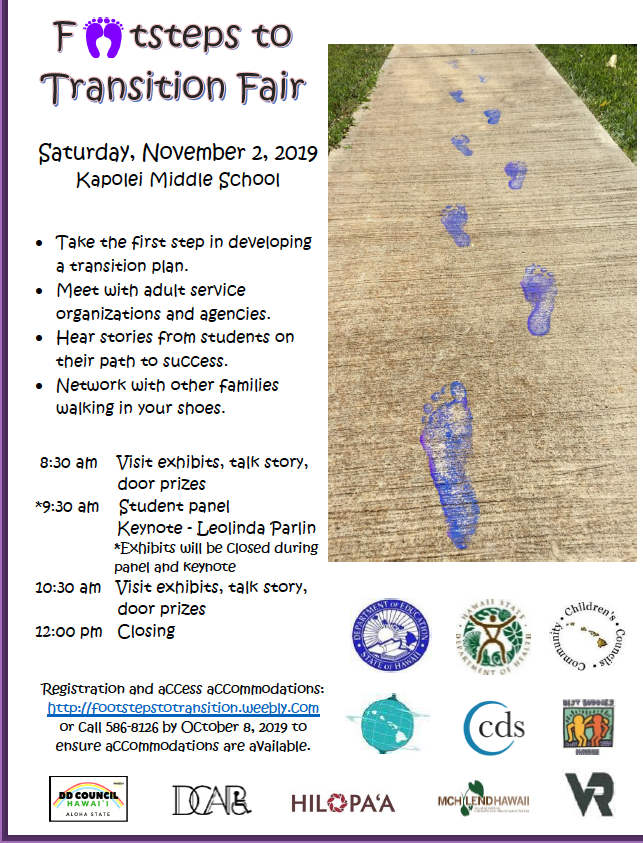 F tsteps to
Transition Fair
Saturday, November 2, 2019
Kapolei Middle School
• Take the first step in developing
a transition plan.
• Meet with adult service
organizations and agencies.
• Hear stories from students on
their path to success.
• Network with other families
walking in your shoes.
8:30 am Visit exhibits, talk story,
door prizes
*9:30 am Student panel
Keynote - Leolinda Parlin
*Exhibits will be closed during
panel and keynote
10:30 am Visit exhibits, talk story,
door prizes
12:00 pm Closing
Registration and access accommodations:
http://footstepstotransition.weebly.com
or call 586-8126 by October 8, 2019 to
ensure accommodations are available.
DEPARTMENT OF EDUCATION
STATE OF HAWAII
HAWAII STATE
DEPARTMENT OF HEALTH
Children's
Councils
Community
cds
BEST BUDDIES
DD COUNCIL
HAWAI'I
ALOHA STATE
DCAB
HILOPA'A
MCH LEND HAWAII
VR